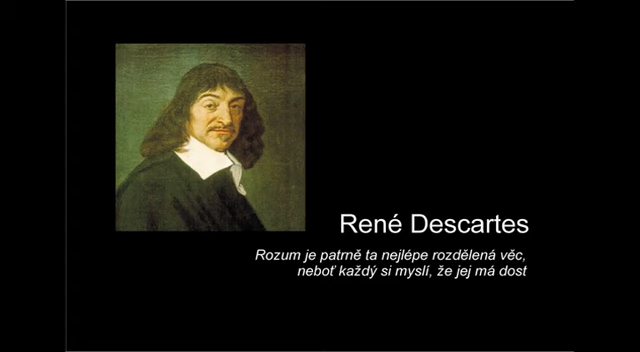 René Descartes
Rozum je patrně ta nejlépe rozdělená věc,
neboť každý si myslí, že jej má dost